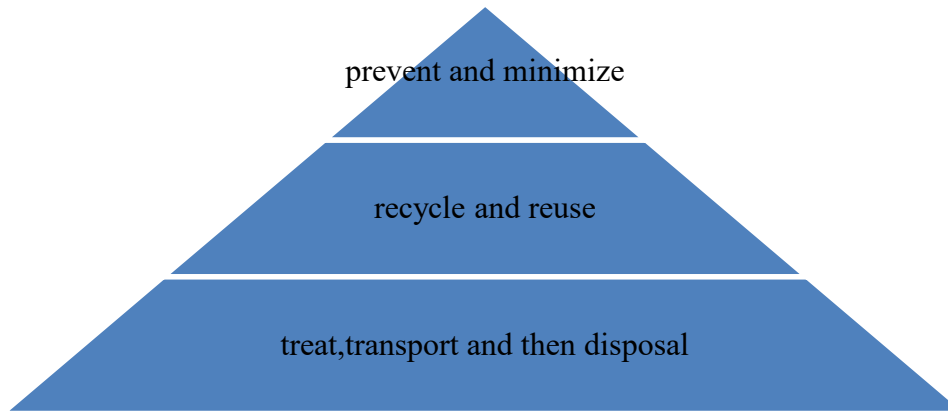 prevent and minimize
recycle and reuse
treat,transport and then disposal